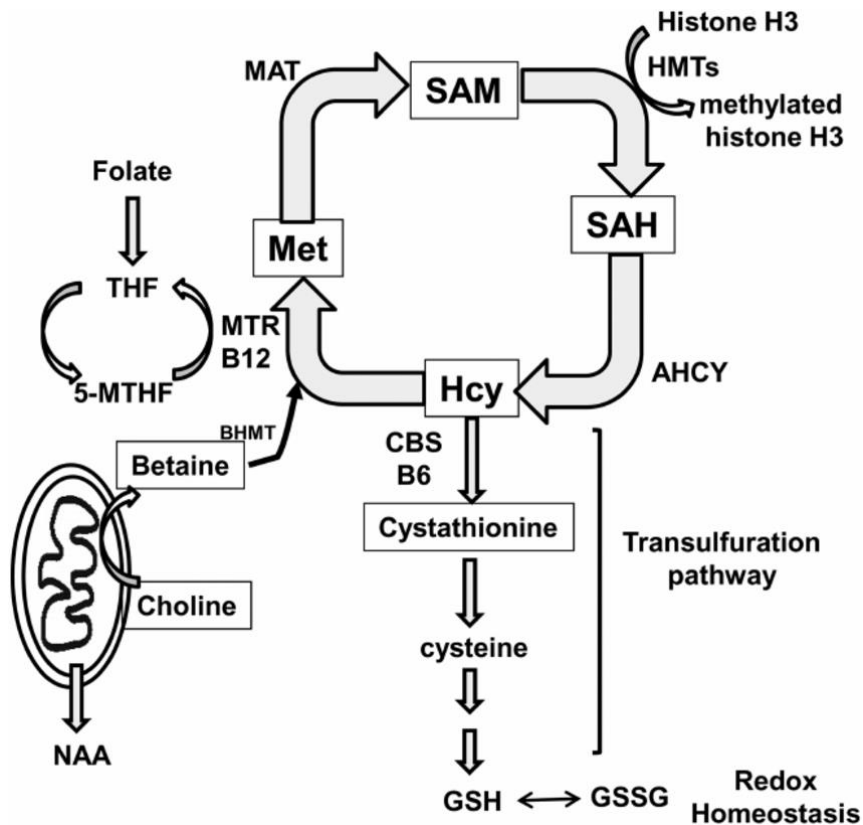 Histone H3
HMTs
methylated
histone H3
MAT
SAM
Folate
SAH
Met
THF
MTR
B12
5-MTHF
AHCY
Hcy
BHMT
CBS
B6
Betaine
Cystathionine
Transulfuration
pathway
Choline
cysteine
NAA
GSH
GSSG
Redox
Homeostasis